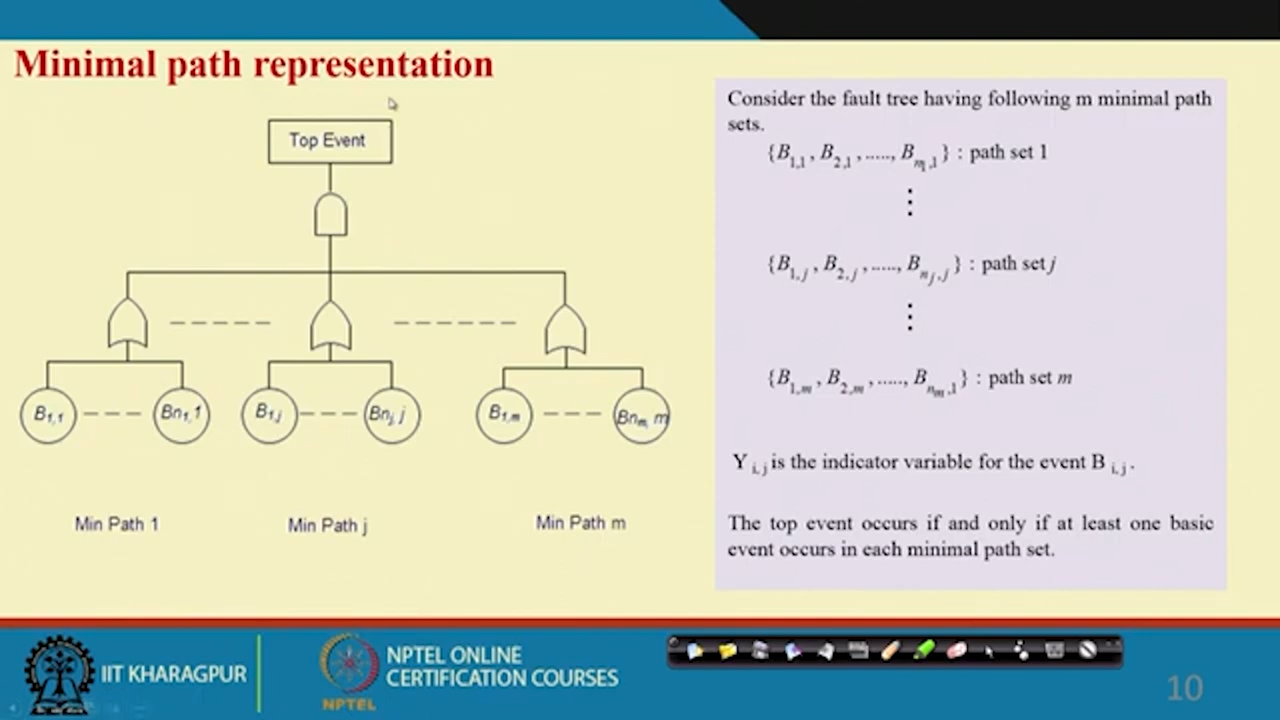 Minimal path representation
Top Event
B1,1 Bn1,1 B1,j Bnj,j B1,m Bnm, m
Min Path 1 Min Path j Min Path m
Consider the fault tree having following m minimal path
sets.
{B1,1, B2,1, ....., Bn1,1} : path set 1
⋮
{B1,j, B2,j, ....., Bnj,j} : path set j
⋮
{B1,m, B2,m, ....., Bnm,1} : path set m
Y i,j is the indicator variable for the event B i,j.
The top event occurs if and only if at least one basic
event occurs in each minimal path set.
IIT KHARAGPUR
NPTEL
NPTEL ONLINE
CERTIFICATION COURSES
10